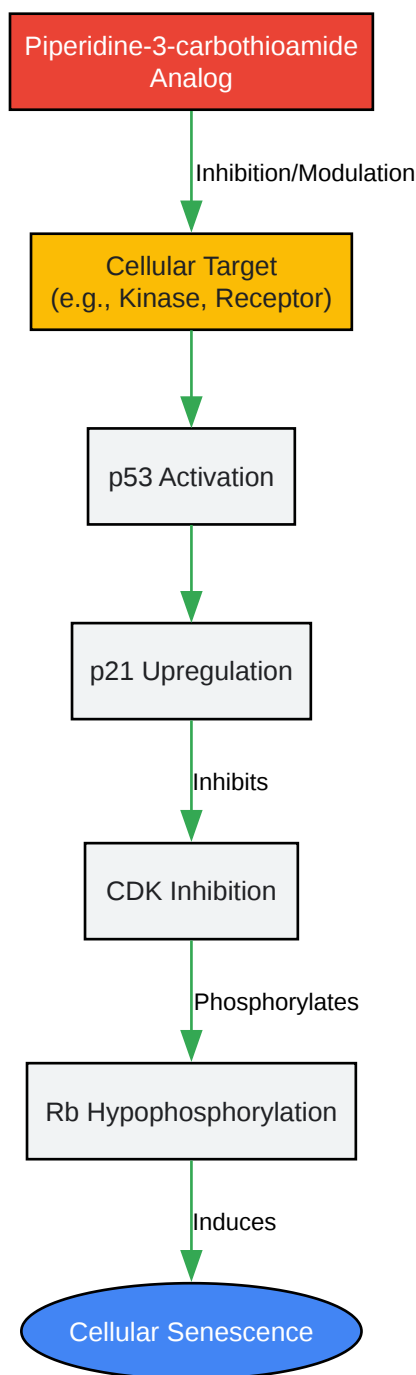 Piperidine-3-carbothioamide
Analog
Inhibition/Modulation
Cellular Target
(e.g., Kinase, Receptor)
p53 Activation
p21 Upregulation
Inhibits
CDK Inhibition
Phosphorylates
Rb Hypophosphorylation
Induces
Cellular Senescence